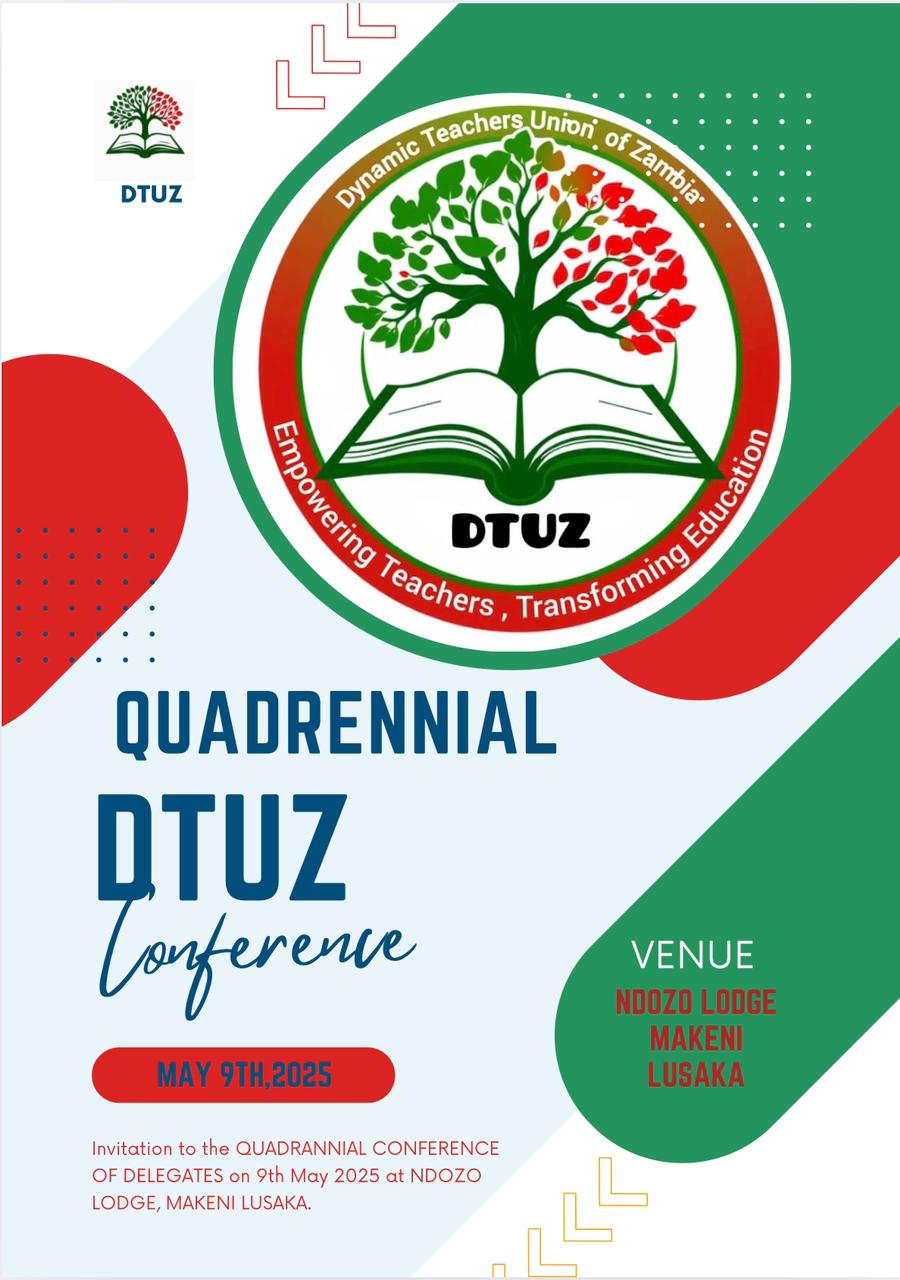 DTUZ
Dynamic Teachers Union of Zambia
DTUZ
Empowering Teachers , Transforming Education
QUADRENNIAL
DTUZ
Conference
VENUE
NDOZO LODGE
MAKENI
LUSAKA
MAY 9TH,2025
Invitation to the QUADRANNIAL CONFERENCE
OF DELEGATES on 9th May 2025 at NDOZO
LODGE, MAKENI LUSAKA.